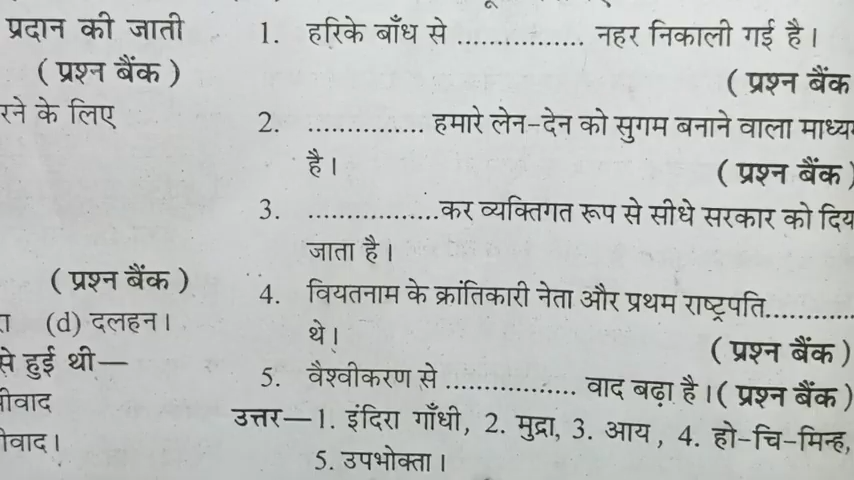 प्रदान की जाती
( प्रश्न बैंक )
रने के लिए
( प्रश्न बैंक )
(d) दलहन।
से हुई थी—
1. हरिके बाँध से ................ नहर निकाली गई है।
( प्रश्न बैंक
2. ............... हमारे लेन-देन को सुगम बनाने वाला माध्य
है।
( प्रश्न बैंक )
3. ................कर व्यक्तिगत रूप से सीधे सरकार को दिय
जाता है।
4. वियतनाम के क्रांतिकारी नेता और प्रथम राष्ट्रपति............
थे।
( प्रश्न बैंक )
5. वैश्वीकरण से ................. वाद बढ़ा है। ( प्रश्न बैंक )
उत्तर—1. इंदिरा गाँधी, 2. मुद्रा, 3. आय, 4. हो-चि-मिन्ह,
5. उपभोक्ता।